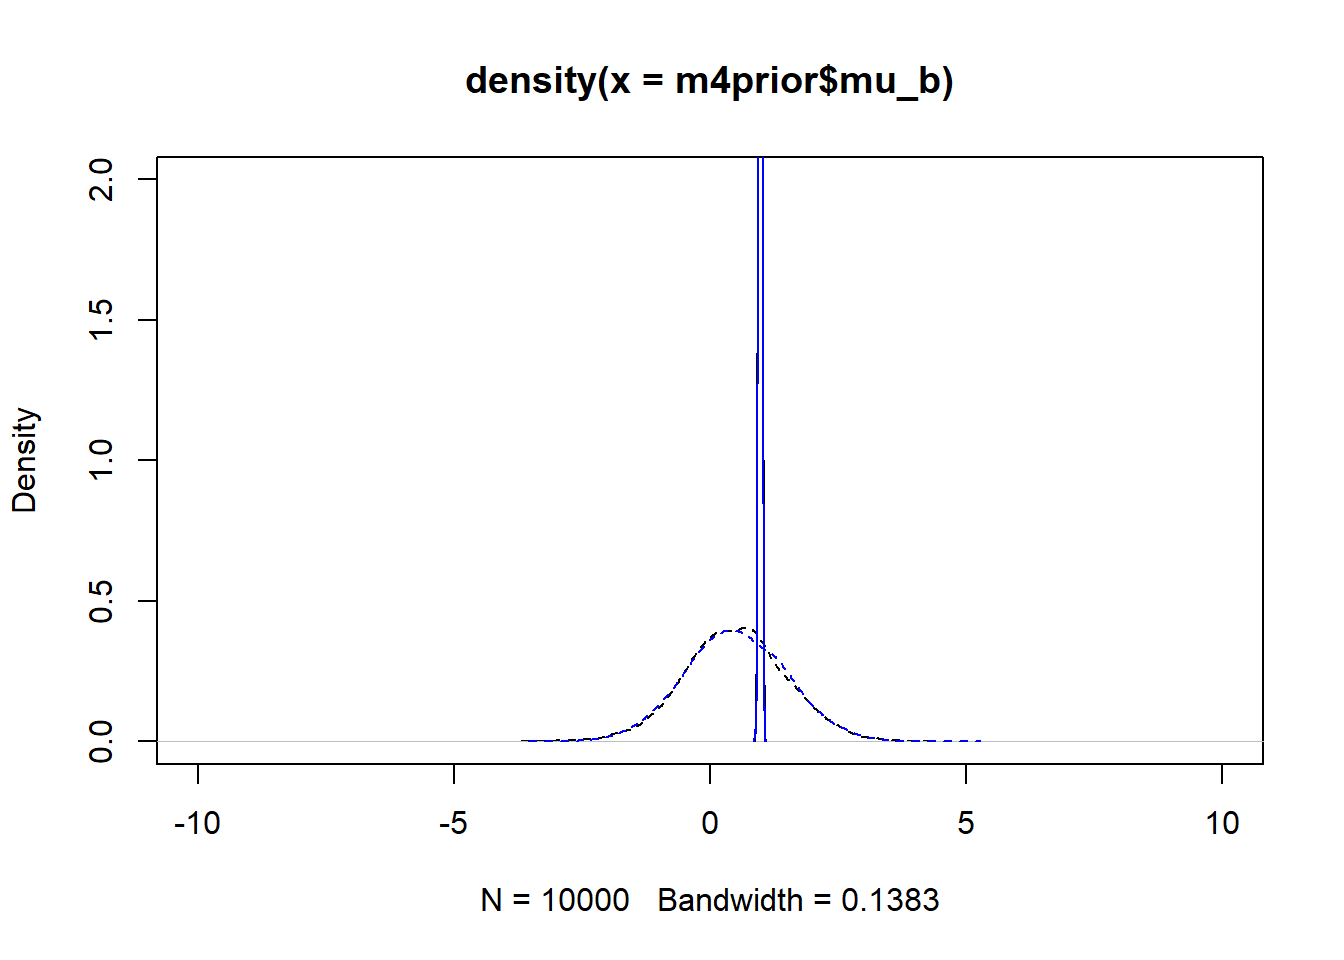 density(x = m4prior$mu_b)
Density
2.0
1.5
1.0
0.5
0.0
-10 -5 0 5 10
N = 10000 Bandwidth = 0.1383